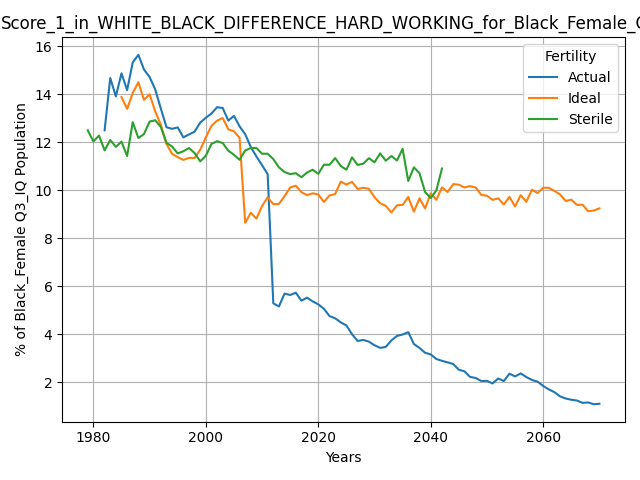 Score_1_in_WHITE_BLACK_DIFFERENCE_HARD_WORKING_for_Black_Female_
% of Black_Female Q3_IQ Population
16
14
12
10
8
6
4
2
Fertility
Actual
Ideal
Sterile
1980 2000 2020 2040 2060
Years